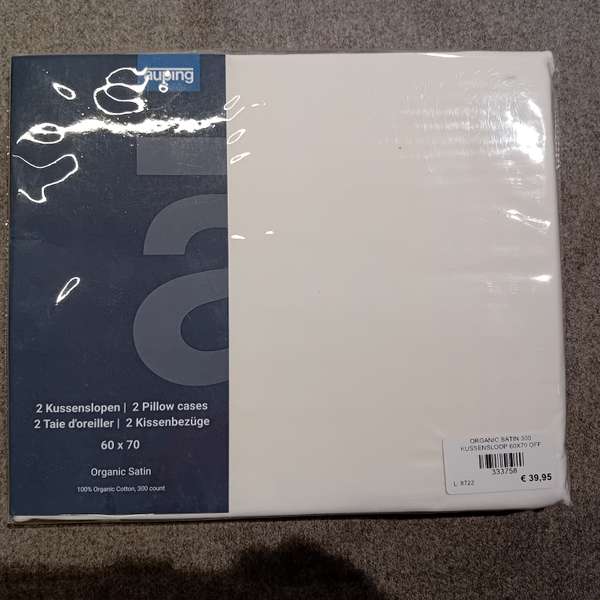 auping
a
2 Kussenslopen | 2 Pillow cases
2 Taie d'oreiller | 2 Kissenbezüge
60 x 70
Organic Satin
100% Organic Cotton, 300 count
ORGANIC SATIN 300
KUSSENSLOOP 60X70 OFF
333758
L: 8722
€ 39,95